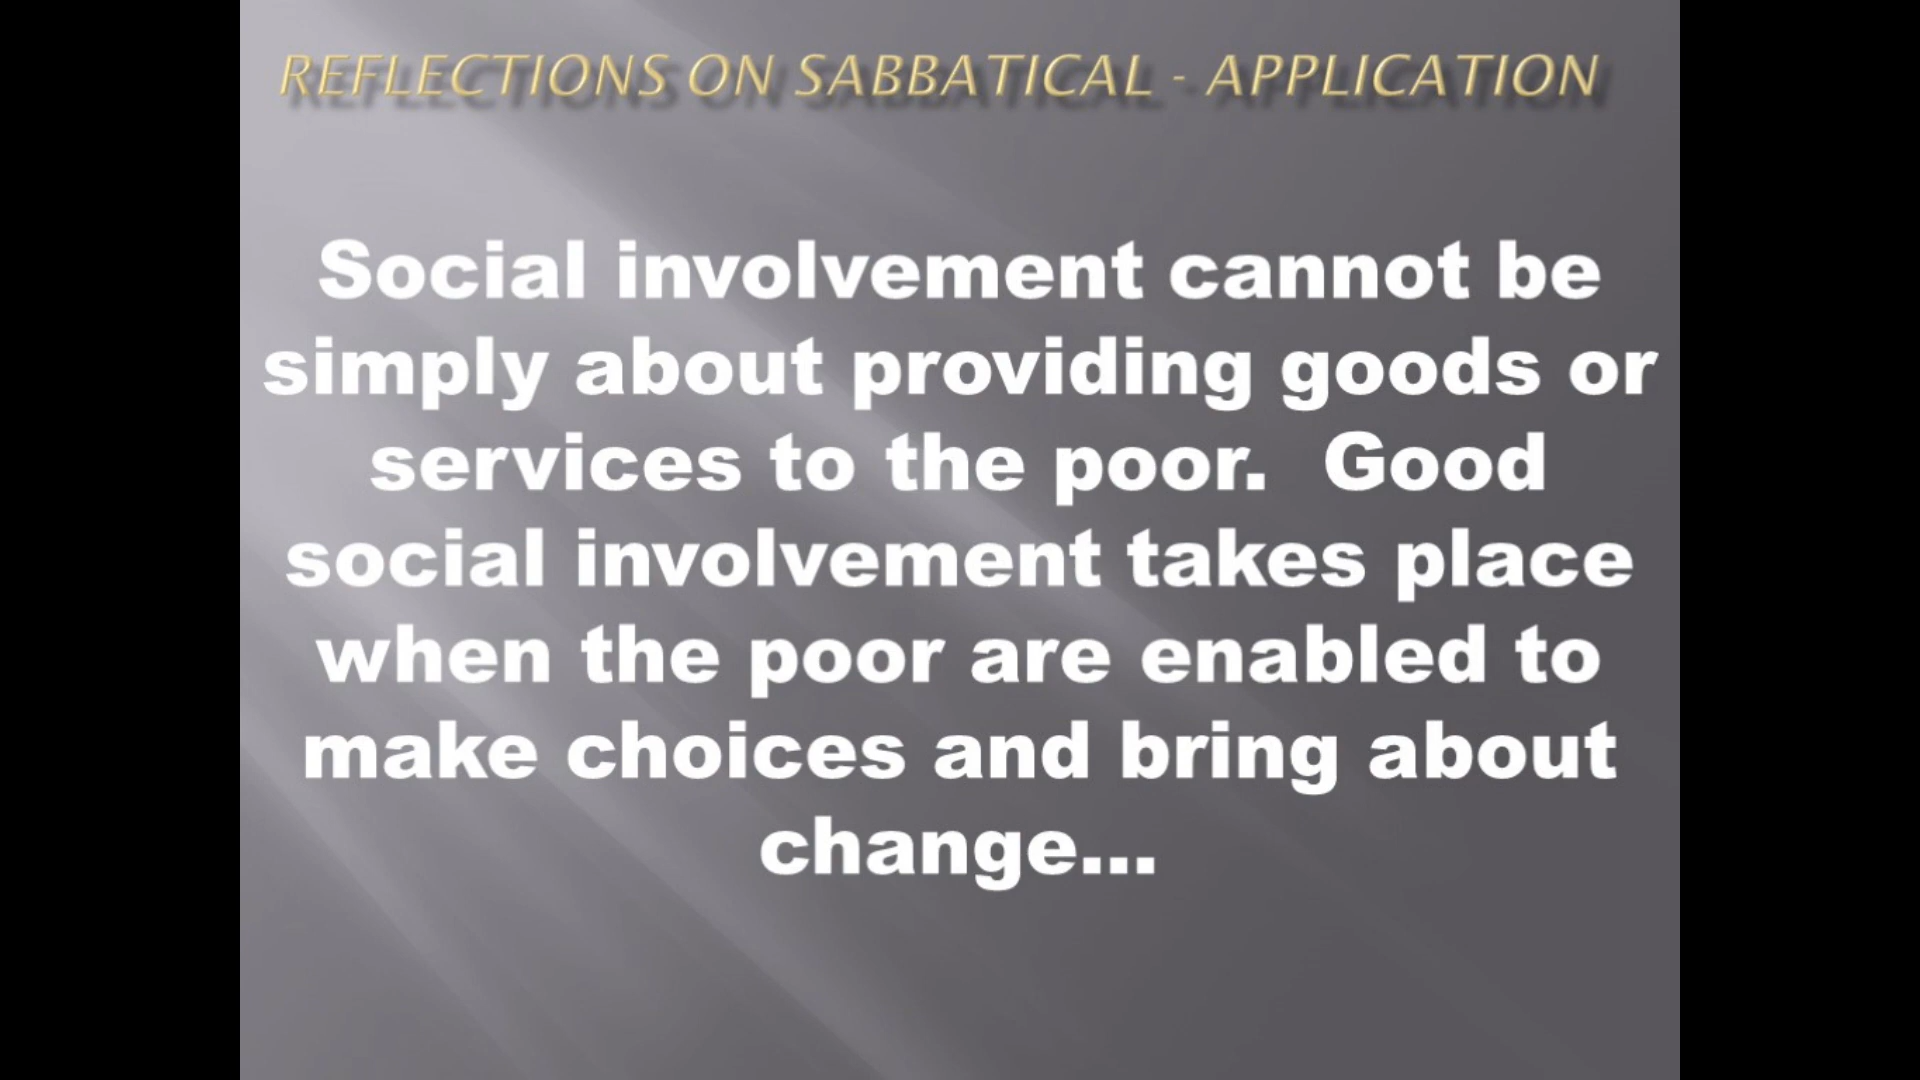 REFLECTIONS ON SABBATICAL - APPLICATION
Social involvement cannot be
simply about providing goods or
services to the poor.  Good
social involvement takes place
when the poor are enabled to
make choices and bring about
change...